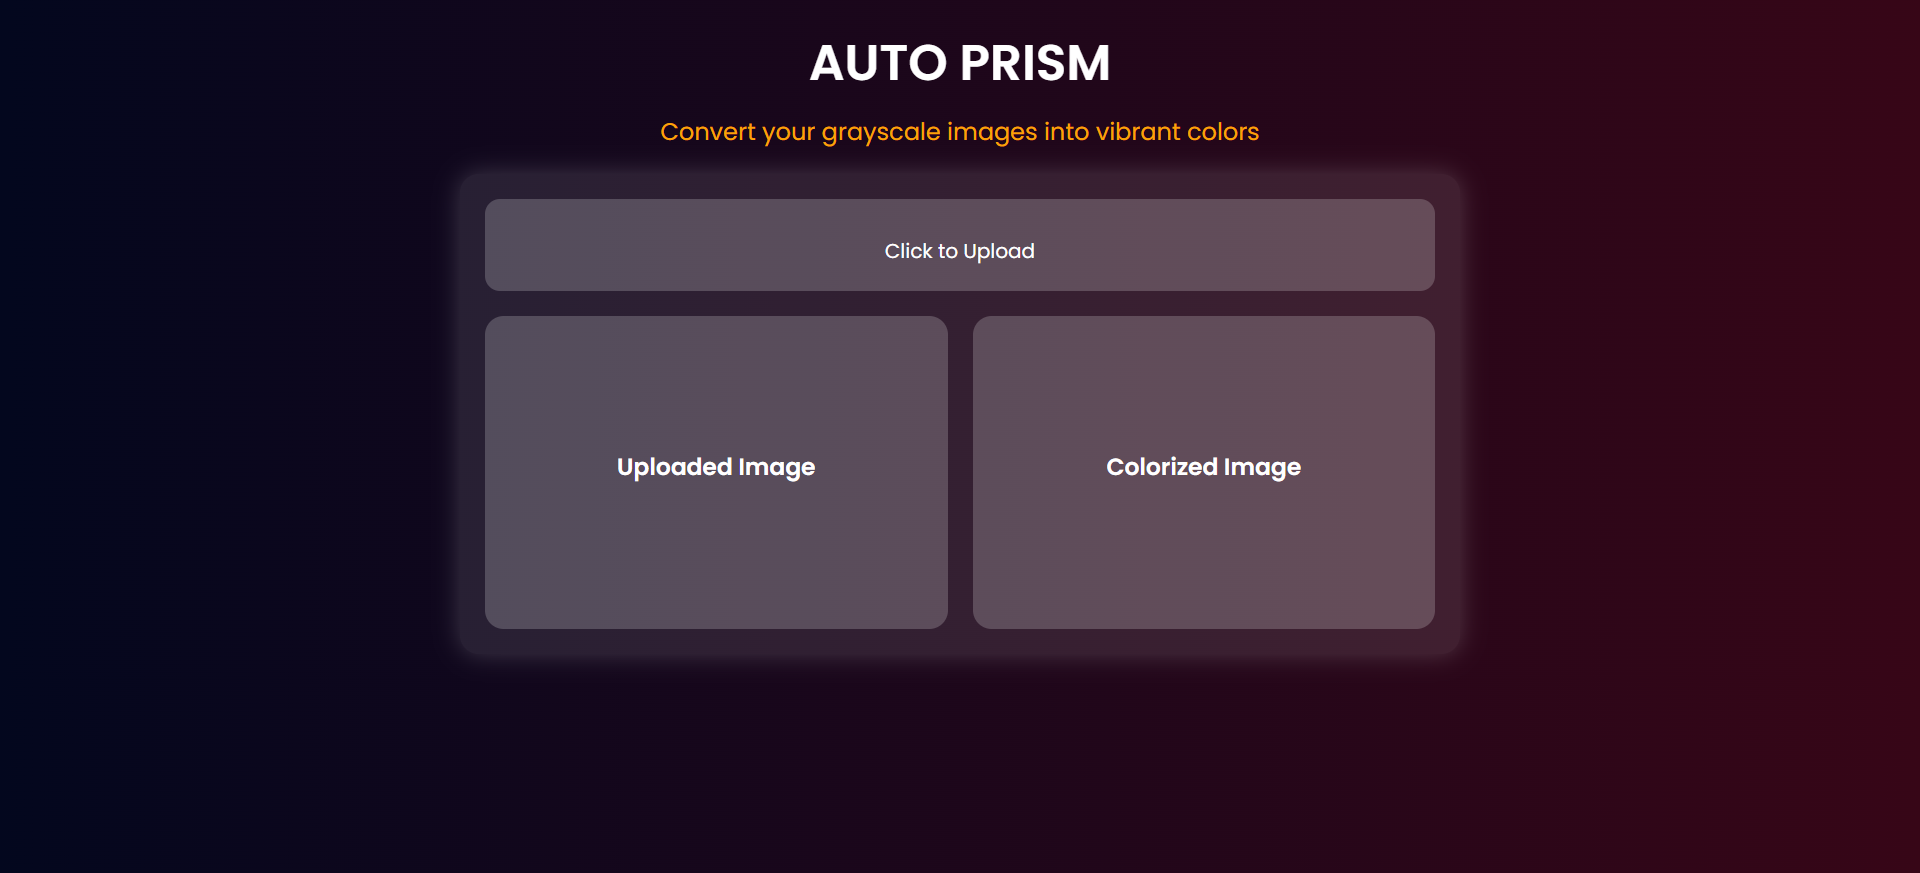 AUTO PRISM
Convert your grayscale images into vibrant colors
Click to Upload
Uploaded Image
Colorized Image